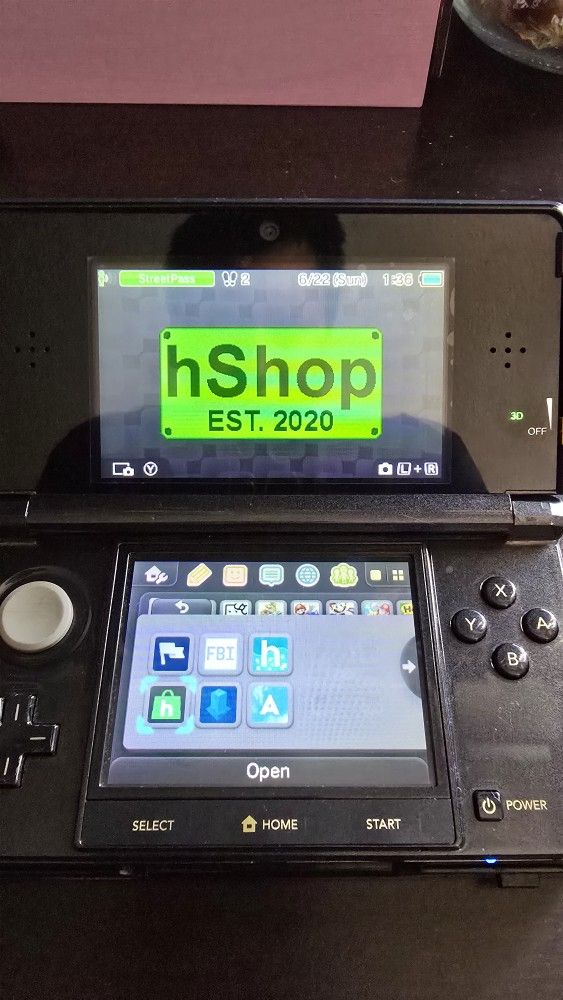 StreetPass 2 6/22 (Sun) 1:36
hShop
EST. 2020
Y L+R
3D
OFF
X
Y A
B
FBI h
h A
Open
SELECT HOME START
POWER